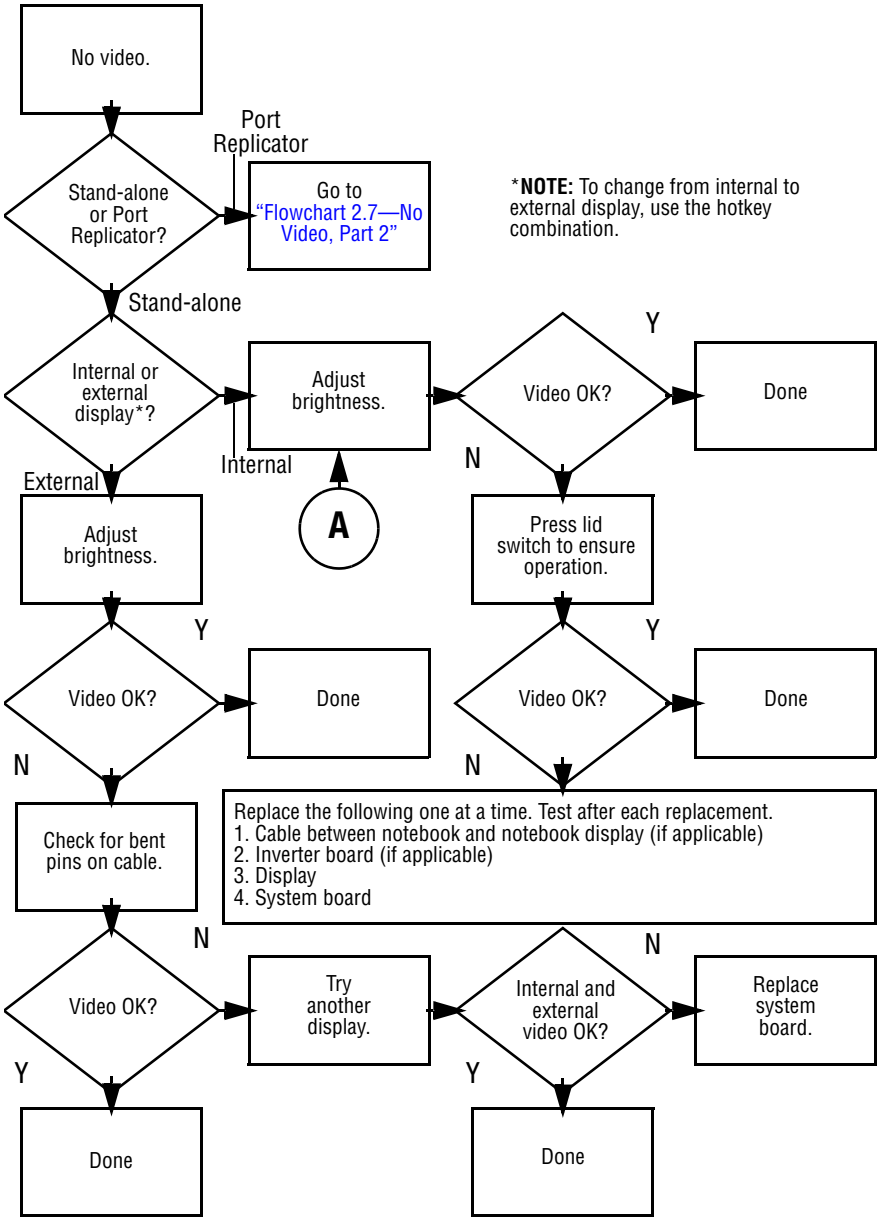 No video.
Port
Replicator
Stand-alone
or Port
Replicator?
Go to
“Flowchart 2.7—No
Video, Part 2”
*NOTE: To change from internal to
external display, use the hotkey
combination.
Stand-alone
Internal or
external
display*?
Internal
External
Adjust
brightness.
A
Video OK?
Y
N
Done
Press lid
switch to ensure
operation.
Adjust
brightness.
Video OK?
Y
N
Done
Video OK?
Y
N
Done
Check for bent
pins on cable.
Replace the following one at a time. Test after each replacement.
1. Cable between notebook and notebook display (if applicable)
2. Inverter board (if applicable)
3. Display
4. System board
Video OK?
N
Y
Try
another
display.
Internal and
external
video OK?
N
Y
Replace
system
board.
Done
Done